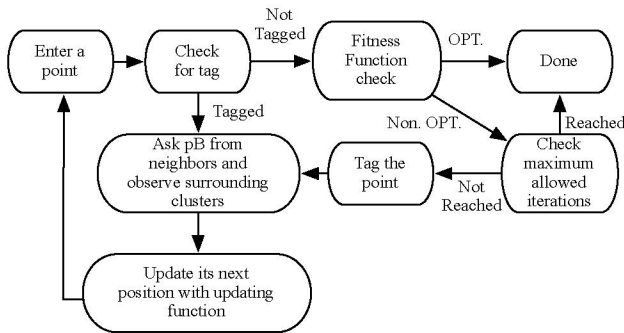 Enter a
point
Check
for tag
Not
Tagged
Fitness
Function
check
OPT.
Done
Tagged
Non. OPT.
Reached
Ask pB from
neighbors and
observe surrounding
clusters
Tag the
point
Not
Reached
Check
maximum
allowed
iterations
Update its next
position with updating
function